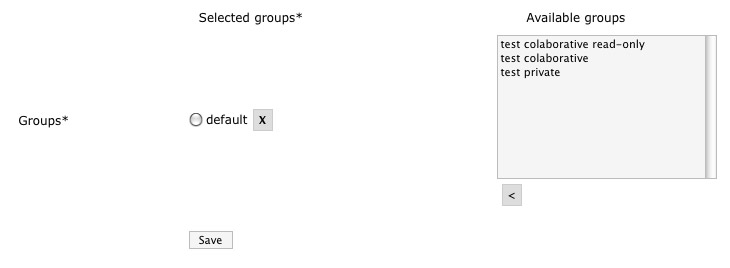 Selected groups* Available groups
test colaborative read-only
test colaborative
test private
Groups* default X
<
Save